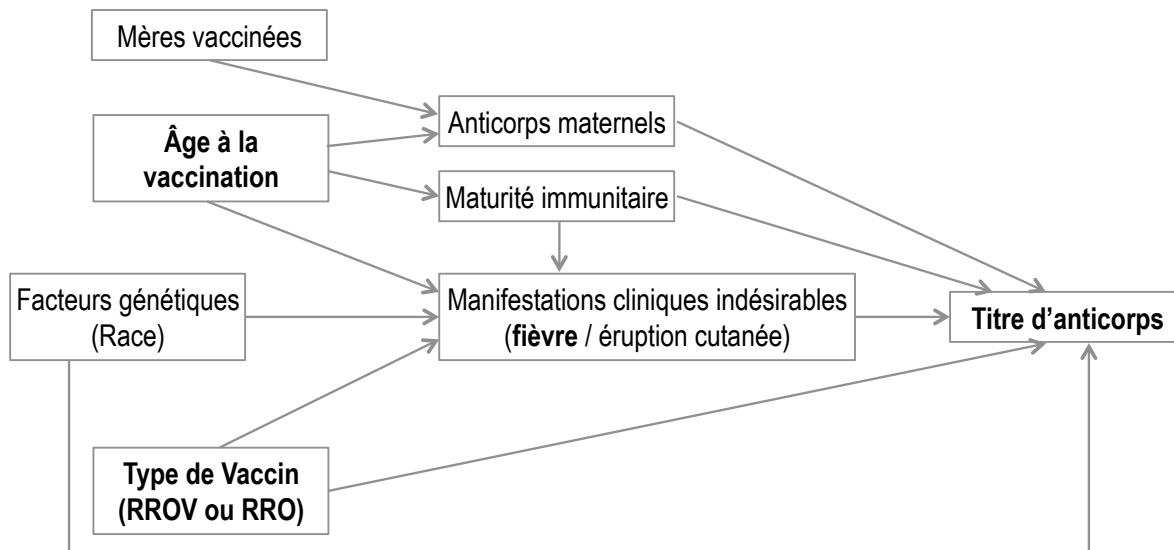 Mères vaccinées
Anticorps maternels
Âge à la
vaccination
Maturité immunitaire
Facteurs génétiques
(Race)
Manifestations cliniques indésirables
(fièvre / éruption cutanée)
Titre d’anticorps
Type de Vaccin
(RROV ou RRO)